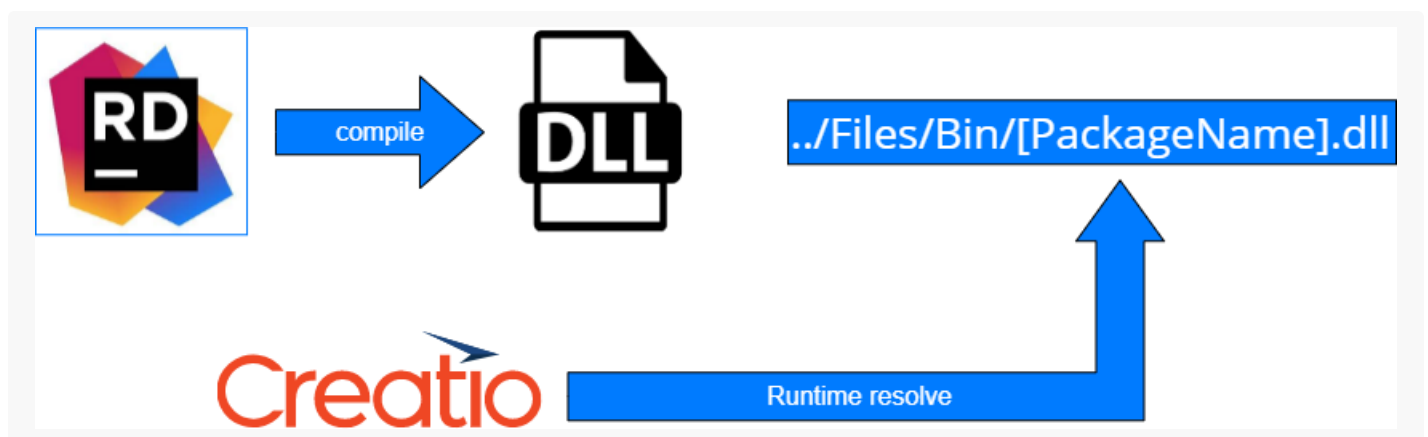 RD
compile
DLL
../Files/Bin/[PackageName].dll
Creatio
Runtime resolve